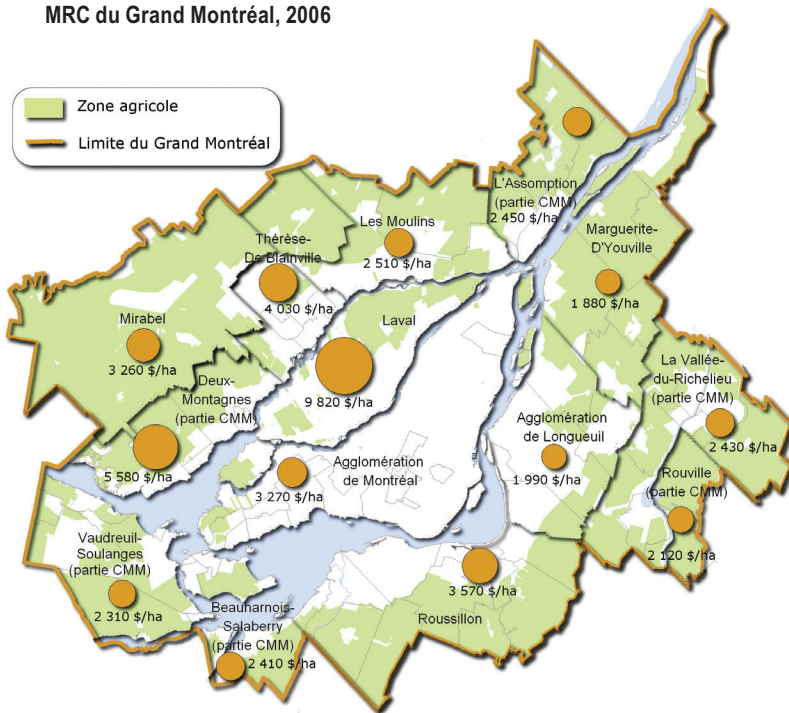 MRC du Grand Montréal, 2006
Zone agricole
Limite du Grand Montréal
L'Assomption
(partie CMM)
2 450 $/ha
Les Moulins
2 510 $/ha
Marguerite-
D'Youville
1 880 $/ha
Thérèse-
De Blainville
4 030 $/ha
Mirabel
3 260 $/ha
Laval
9 820 $/ha
Deux-
Montagnes
(partie CMM)
5 580 $/ha
La Vallée-
du-Richelieu
(partie CMM)
2 430 $/ha
Agglomération
de Longueuil
1 990 $/ha
Agglomération
de Montréal
3 270 $/ha
Rouville
(partie CMM)
2 120 $/ha
Vaudreuil-
Soulanges
(partie CMM)
2 310 $/ha
3 570 $/ha
Roussillon
Beauharnois-
Salaberry
(partie CMM)
2 410 $/ha